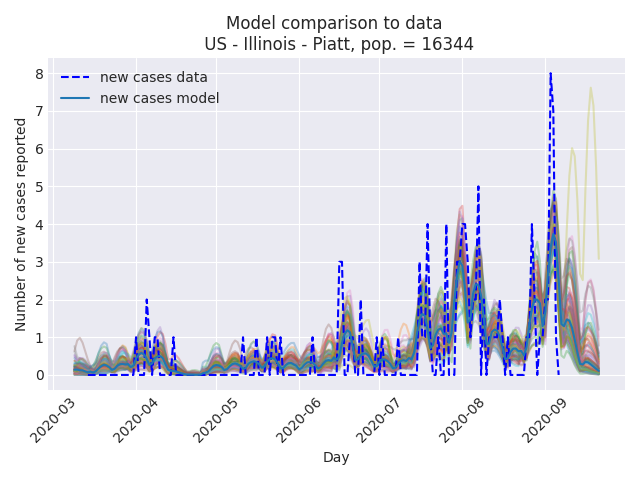 Model comparison to data
US - Illinois - Piatt, pop. = 16344
new cases data
new cases model
Number of new cases reported
8
7
6
5
4
3
2
1
0
2020-03
2020-04
2020-05
2020-06
2020-07
2020-08
2020-09
Day